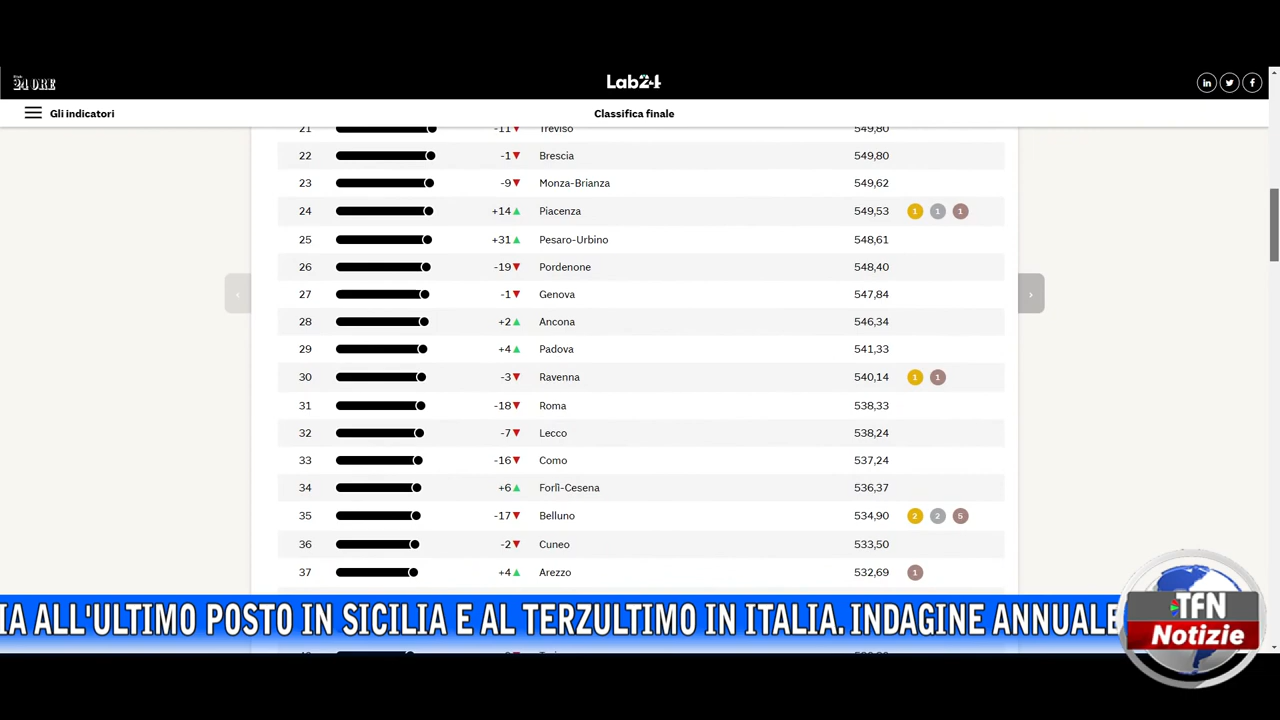 24 ORE
Lab24
Gli indicatori
Classifica finale
21 -11 Treviso 549,80
22 -1 Brescia 549,80
23 -9 Monza-Brianza 549,62
24 +14 Piacenza 549,53 1 1 1
25 +31 Pesaro-Urbino 548,61
26 -19 Pordenone 548,40
27 -1 Genova 547,84
28 +2 Ancona 546,34
29 +4 Padova 541,33
30 -3 Ravenna 540,14 1 1
31 -18 Roma 538,33
32 -7 Lecco 538,24
33 -16 Como 537,24
34 +6 Forlì-Cesena 536,37
35 -17 Belluno 534,90 2 2 5
36 -2 Cuneo 533,50
37 +4 Arezzo 532,69 1
IA ALL'ULTIMO POSTO IN SICILIA E AL TERZULTIMO IN ITALIA. INDAGINE ANNUALE
TFN
Notizie